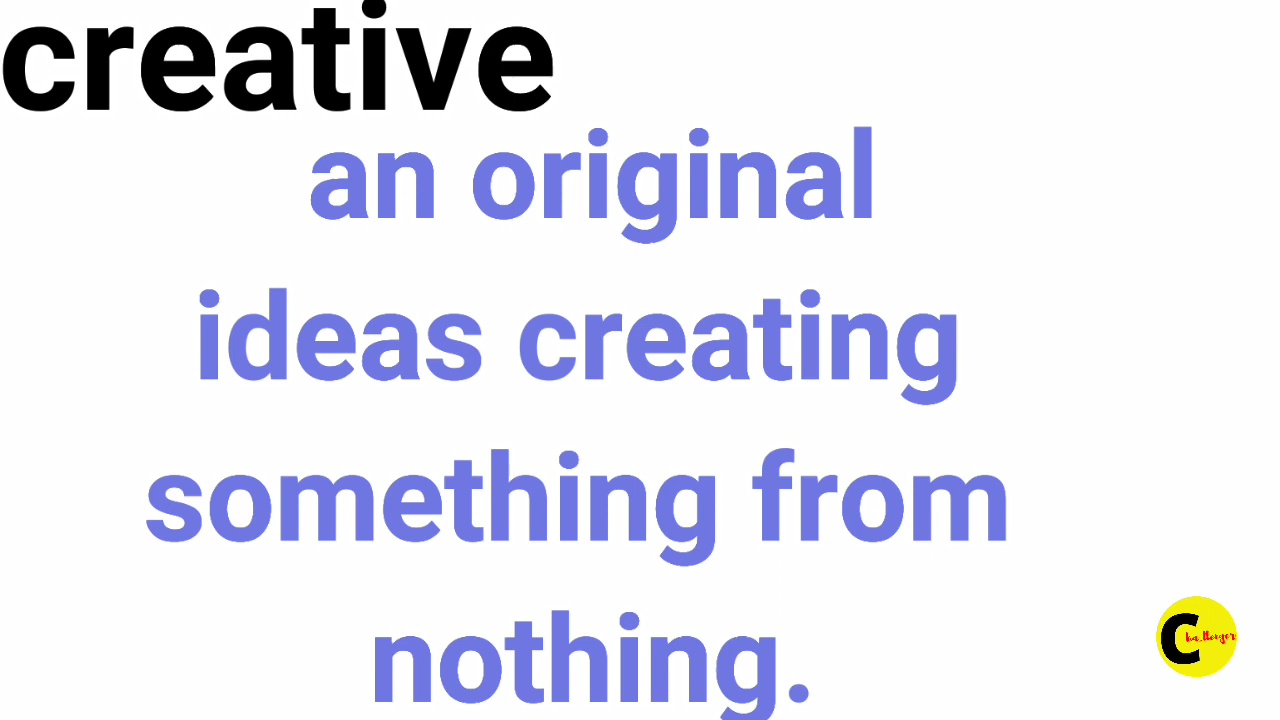 creative
an original
ideas creating
something from
nothing.
C